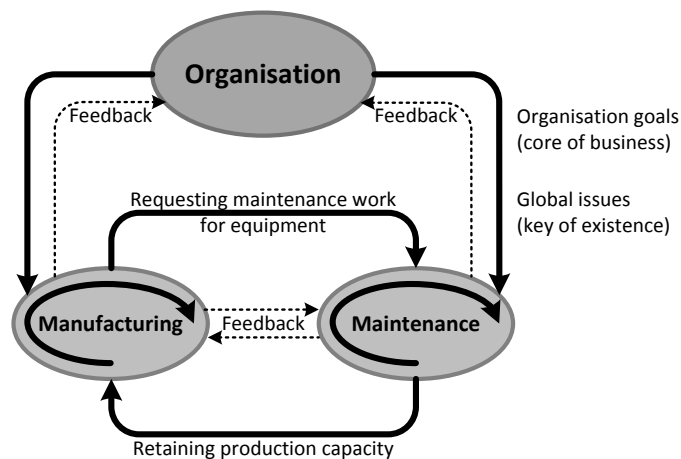 Organisation
Feedback
Feedback
Organisation goals
(core of business)
Requesting maintenance work
for equipment
Global issues
(key of existence)
Manufacturing
Feedback
Maintenance
Retaining production capacity